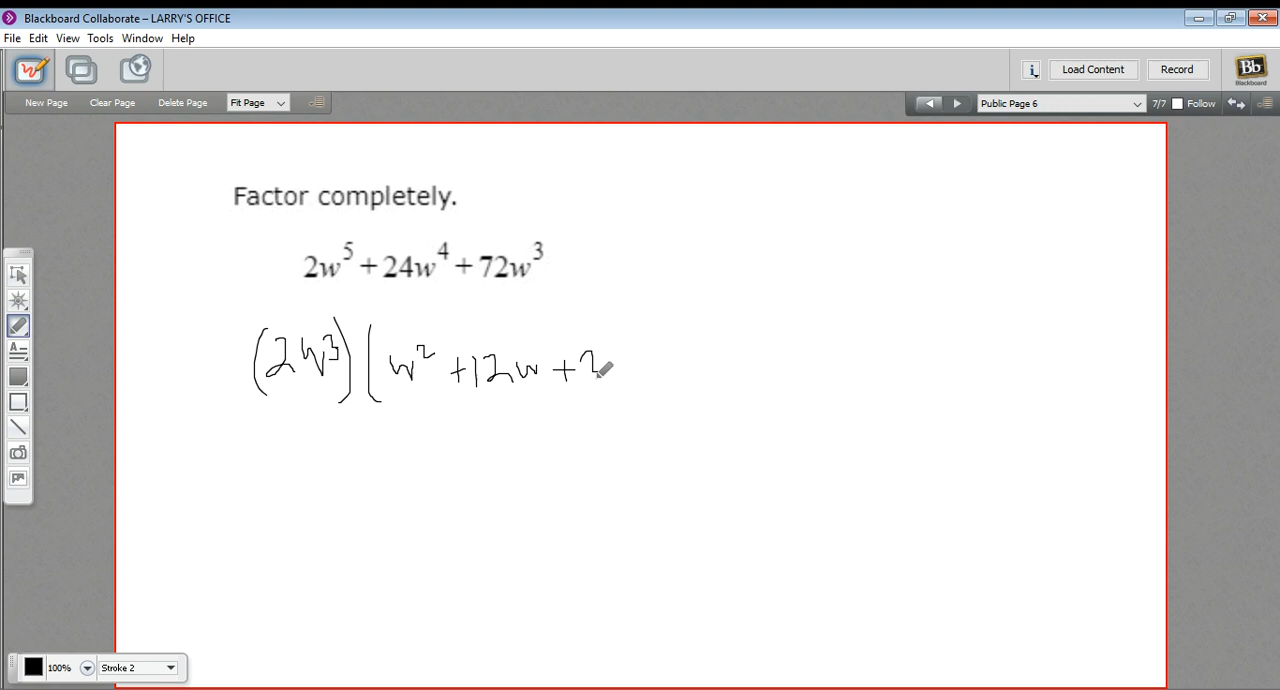 Blackboard Collaborate – LARRY'S OFFICE
File Edit View Tools Window Help
Load Content Record Bb Blackboard
New Page Clear Page Delete Page Fit Page Public Page 6 7/7 Follow
Factor completely.
2w⁵ + 24w⁴ + 72w³
(2w³)(w² + 12w +
A
100% Stroke 2